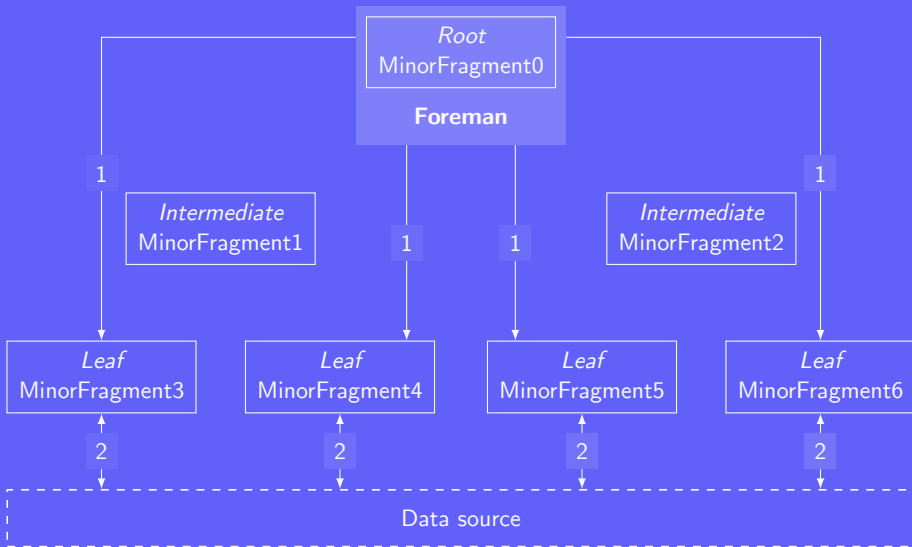 Root
MinorFragment0
Foreman
1
1
Intermediate
MinorFragment1
Intermediate
MinorFragment2
1
1
Leaf
MinorFragment3
Leaf
MinorFragment4
Leaf
MinorFragment5
Leaf
MinorFragment6
2
2
2
2
Data source